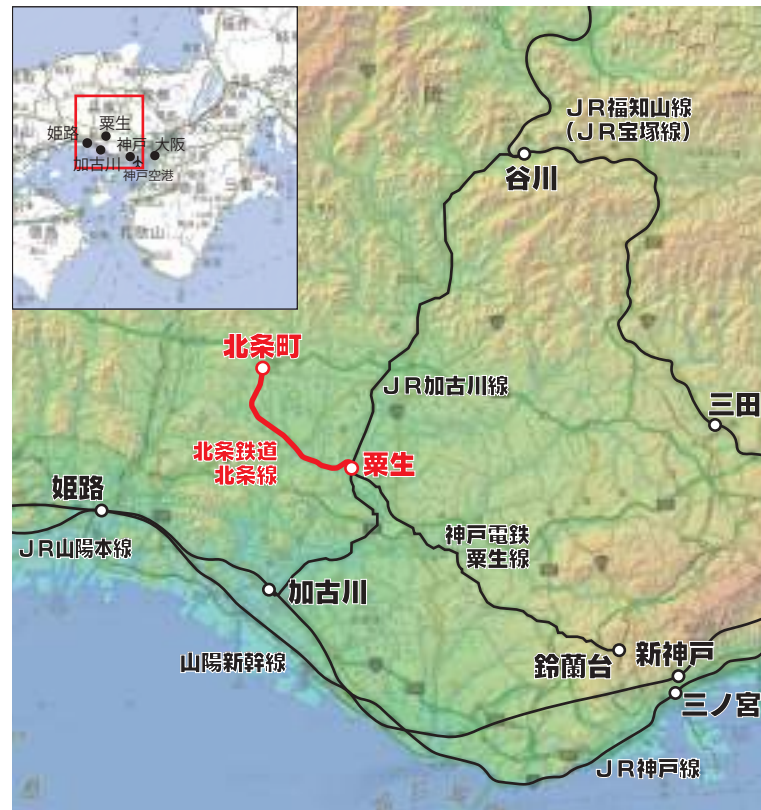 粟生
姫路
神戸
大阪
加古川
神戸空港
JR福知山線
(JR宝塚線)
谷川
北条町
JR加古川線
三田
北条鉄道
北条線
粟生
姫路
神戸電鉄
粟生線
JR山陽本線
加古川
山陽新幹線
鈴蘭台
新神戸
三ノ宮
JR神戸線